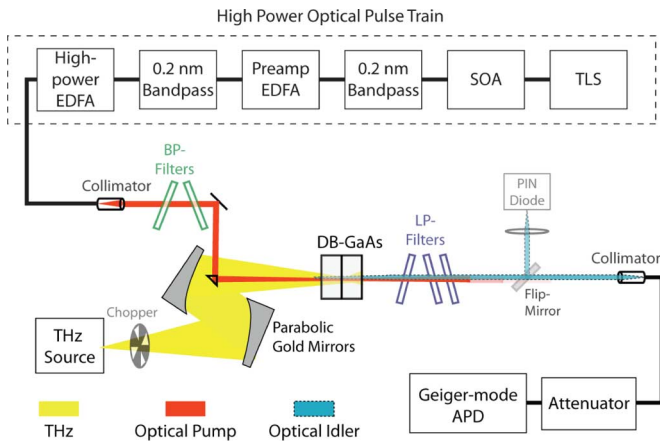 High Power Optical Pulse Train
High-
power
EDFA
0.2 nm
Bandpass
Preamp
EDFA
0.2 nm
Bandpass
SOA
TLS
BP-
Filters
Collimator
PIN
Diode
DB-GaAs
LP-
Filters
Collimator
Flip-
Mirror
Chopper
Parabolic
Gold Mirrors
THz
Source
Geiger-mode
APD
Attenuator
THz
Optical Pump
Optical Idler